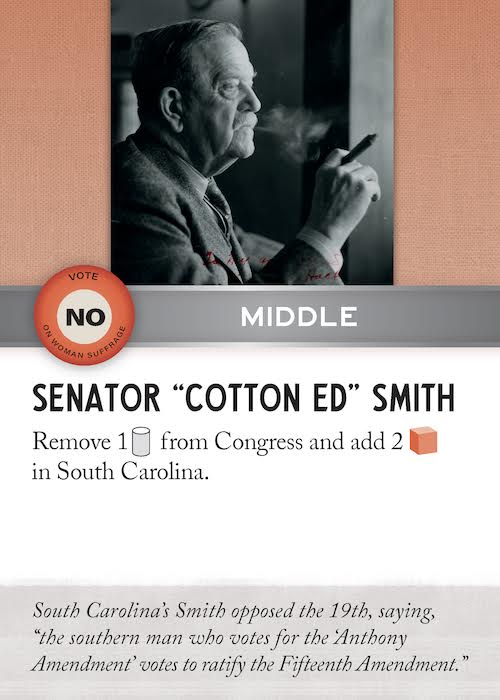 VOTE
NO
ON WOMAN SUFFRAGE
MIDDLE
SENATOR “COTTON ED” SMITH
Remove 1 from Congress and add 2
in South Carolina.
South Carolina’s Smith opposed the 19th, saying,
“the southern man who votes for the ‘Anthony
Amendment’ votes to ratify the Fifteenth Amendment.”